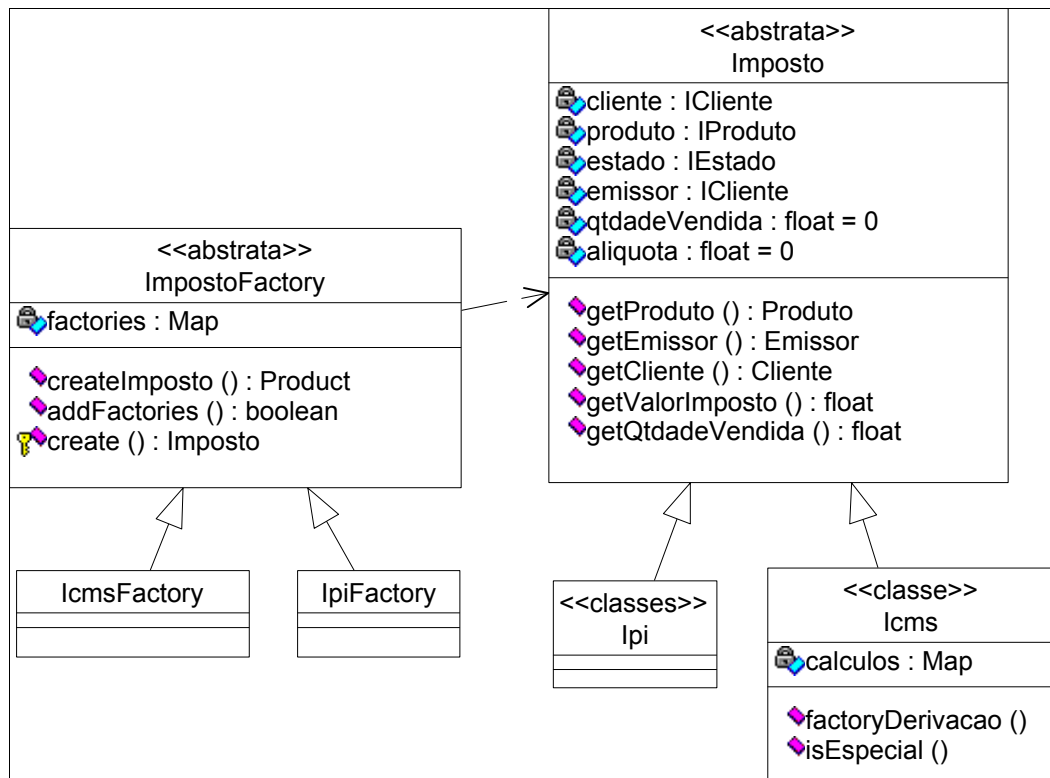 <<abstrata>>
Imposto
cliente : ICliente
produto : IProduto
estado : IEstado
emissor : ICliente
qtdadeVendida : float = 0
aliquota : float = 0
getProduto () : Produto
getEmissor () : Emissor
getCliente () : Cliente
getValorImposto () : float
getQtdadeVendida () : float
<<abstrata>>
ImpostoFactory
factories : Map
createImposto () : Product
addFactories () : boolean
create () : Imposto
IcmsFactory
IpiFactory
<<classes>>
Ipi
<<classe>>
Icms
calculos : Map
factoryDerivacao ()
isEspecial ()